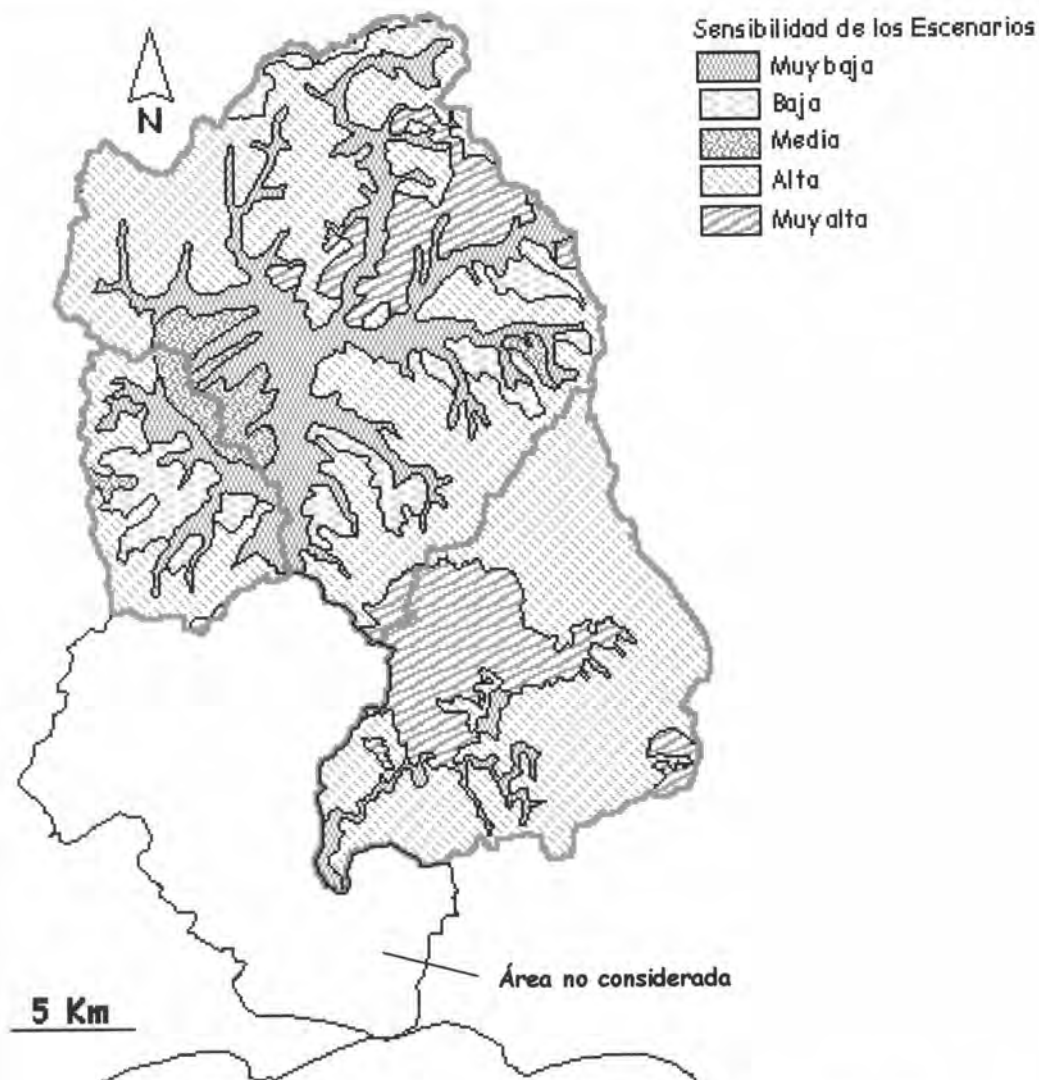 Sensibilidad de los Escenarios
Muy baja
Baja
Media
Alta
Muy alta
N
Área no considerada
5 Km